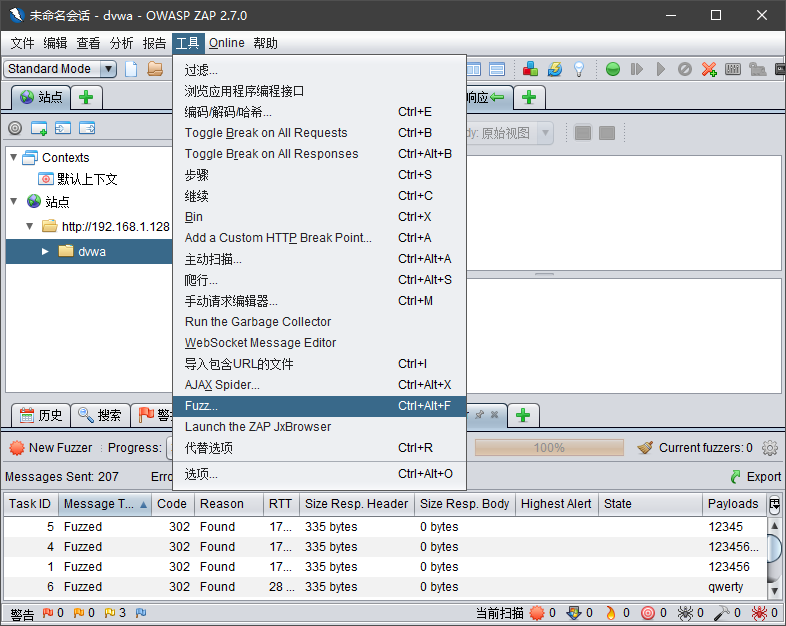 未命名会话 - dvwa - OWASP ZAP 2.7.0
文件 编辑 查看 分析 报告 工具 Online 帮助
Standard Mode
站点
响应
过滤...
浏览应用程序编程接口
编码/解码/哈希... Ctrl+E
Toggle Break on All Requests Ctrl+B
Toggle Break on All Responses Ctrl+Alt+B
步骤 Ctrl+S
继续 Ctrl+C
Bin Ctrl+X
Add a Custom HTTP Break Point... Ctrl+A
主动扫描... Ctrl+Alt+A
爬行... Ctrl+Alt+S
手动请求编辑器... Ctrl+M
Run the Garbage Collector
WebSocket Message Editor
导入包含URL的文件 Ctrl+I
AJAX Spider... Ctrl+Alt+X
Fuzz... Ctrl+Alt+F
Launch the ZAP JxBrowser
代替选项 Ctrl+R
选项... Ctrl+Alt+O
原始视图
Contexts
默认上下文
站点
http://192.168.1.128
dvwa
历史 搜索
New Fuzzer Progress: 100% Current fuzzers: 0
Messages Sent: 207 Export
Task ID Message T... Code Reason RTT Size Resp. Header Size Resp. Body Highest Alert State Payloads
5 Fuzzed 302 Found 17... 335 bytes 0 bytes 12345
4 Fuzzed 302 Found 17... 335 bytes 0 bytes 123456...
1 Fuzzed 302 Found 17... 335 bytes 0 bytes 123456
6 Fuzzed 302 Found 28 ... 335 bytes 0 bytes qwerty
警告 0 0 3 当前扫描 0 0 0 0 0 0 0